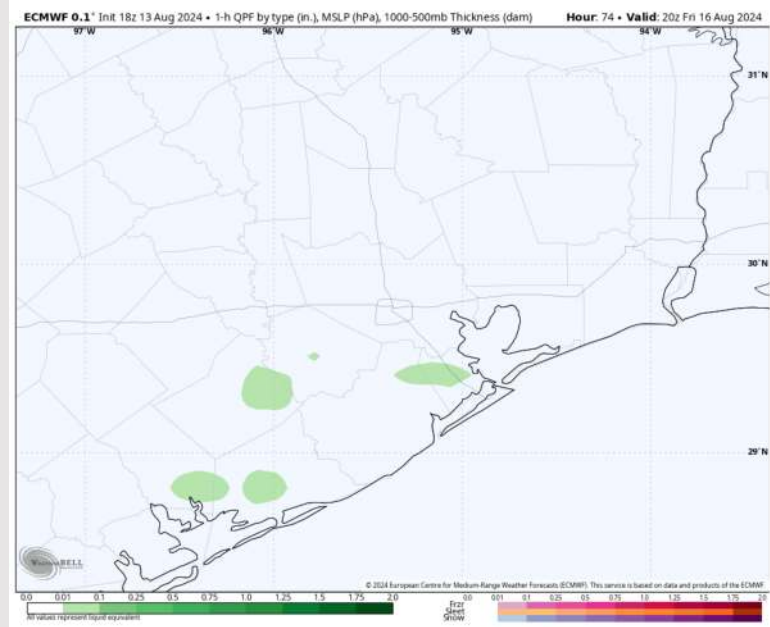 ECMWF 0.1° Init 18z 13 Aug 2024 • 1-h QPF by type (in.), MSLP (hPa), 1000-500mb Thickness (dam) Hour: 74 • Valid: 20z Fri 16 Aug 2024
97°W 96°W 95°W 94°W
31°N
30°N
29°N
WeatherBELL
© 2024 European Centre for Medium-Range Weather Forecasts (ECMWF). This service is based on data and products of the ECMWF.
0.0 0.01 0.1 0.25 0.5 0.75 1.0 1.25 1.5 1.75 2.0
0.0 0.01 0.1 0.25 0.5 0.75 1.0 1.25 1.5 1.75 2.0
All values represent liquid equivalent
Frzr
Sleet
Snow